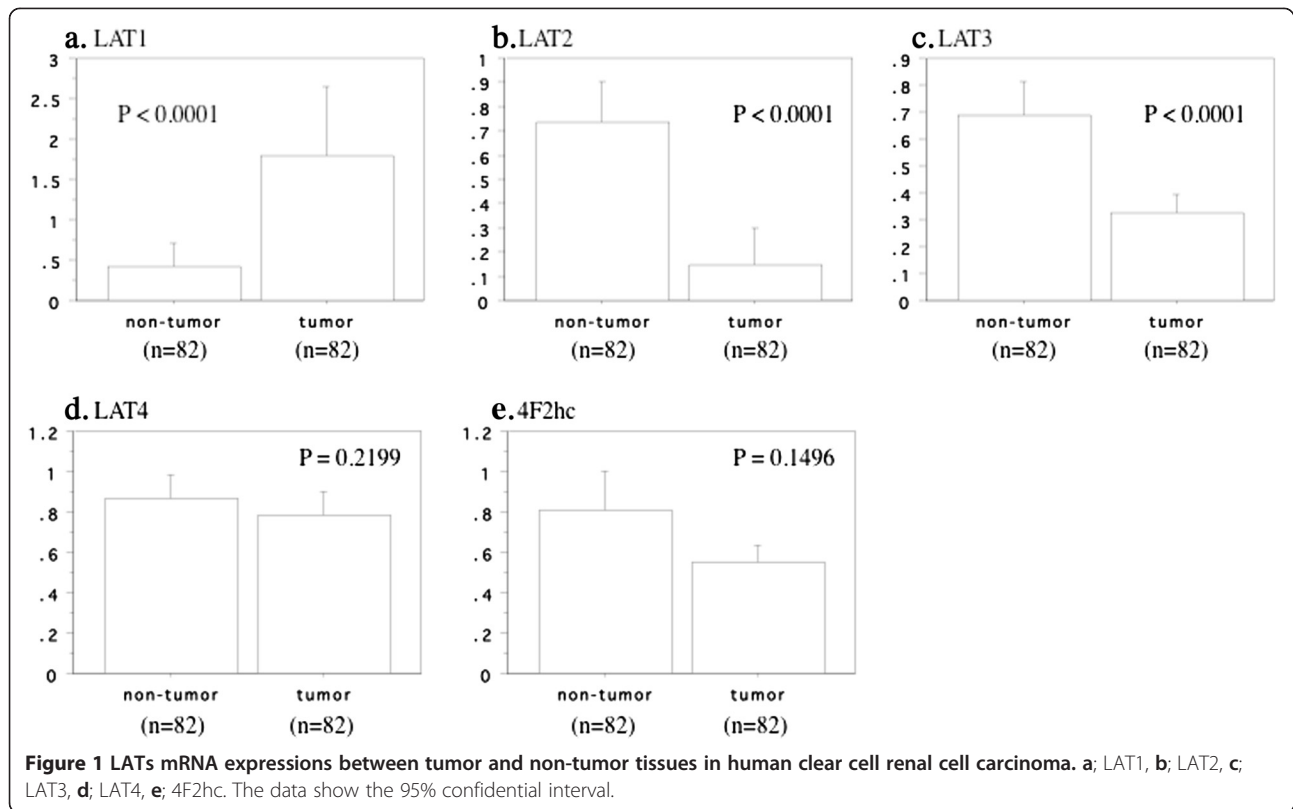 a. LAT1
3
2.5
2
1.5
1
.5
0
P < 0.0001
non-tumor tumor
(n=82) (n=82)
b. LAT2
1
.9
.8
.7
.6
.5
.4
.3
.2
.1
0
P < 0.0001
non-tumor tumor
(n=82) (n=82)
c. LAT3
.9
.8
.7
.6
.5
.4
.3
.2
.1
0
P < 0.0001
non-tumor tumor
(n=82) (n=82)
d. LAT4
1.2
1
.8
.6
.4
.2
0
P = 0.2199
non-tumor tumor
(n=82) (n=82)
e. 4F2hc
1.2
1
.8
.6
.4
.2
0
P = 0.1496
non-tumor tumor
(n=82) (n=82)
Figure 1 LATs mRNA expressions between tumor and non-tumor tissues in human clear cell renal cell carcinoma. a; LAT1, b; LAT2, c;
LAT3, d; LAT4, e; 4F2hc. The data show the 95% confidential interval.